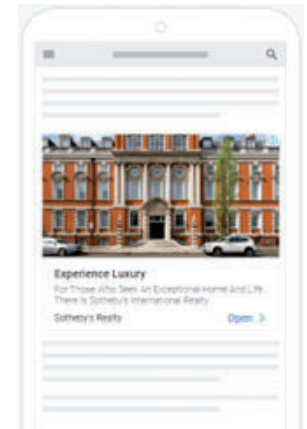 Experience Luxury
For Those Who Seek An Exceptional Home And Life,
There Is Sotheby's International Realty
Sotheby's Realty Open >